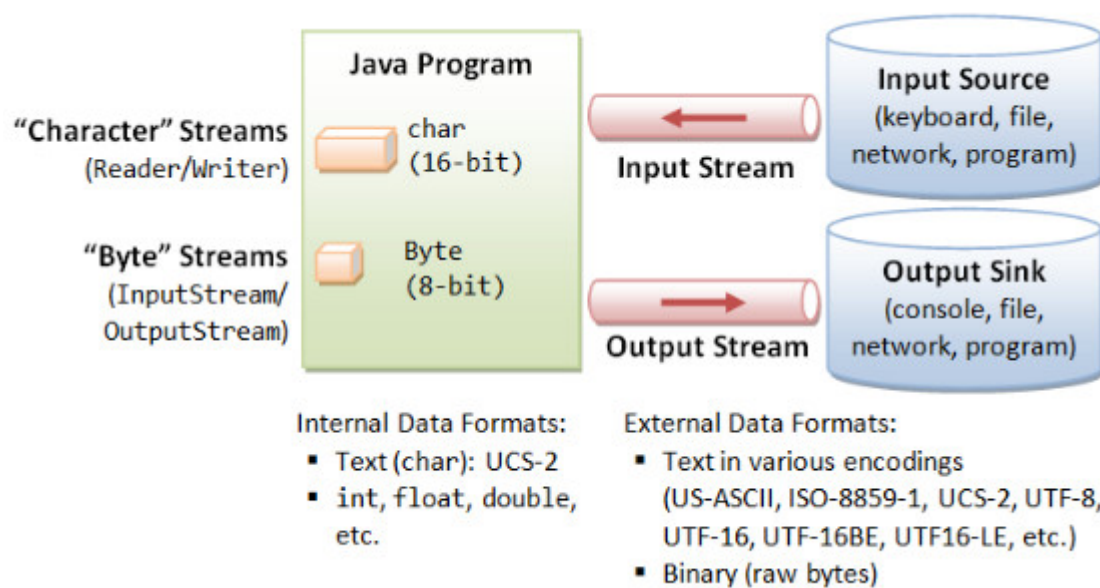 Java Program
"Character" Streams
(Reader/Writer)
char
(16-bit)
"Byte" Streams
(InputStream/
OutputStream)
Byte
(8-bit)
Input Stream
Input Source
(keyboard, file,
network, program)
Output Stream
Output Sink
(console, file,
network, program)
Internal Data Formats:
▪ Text (char): UCS-2
▪ int, float, double,
etc.
External Data Formats:
▪ Text in various encodings
(US-ASCII, ISO-8859-1, UCS-2, UTF-8,
UTF-16, UTF-16BE, UTF16-LE, etc.)
▪ Binary (raw bytes)